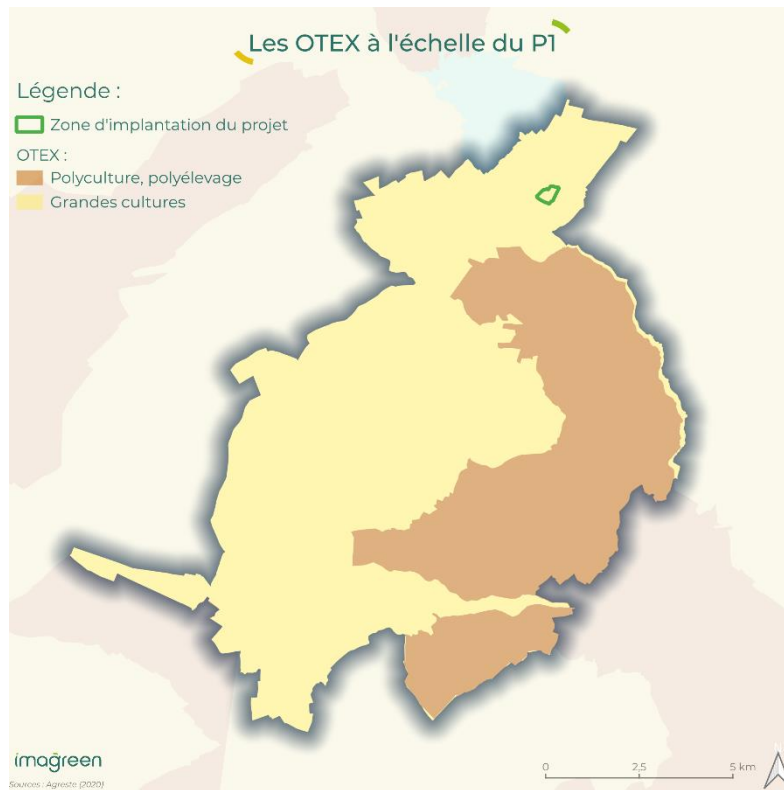 Les OTEX à l'échelle du P1
Légende :
Zone d'implantation du projet
OTEX :
Polyculture, polyélevage
Grandes cultures
imagreen
Sources : Agreste (2020)
0 2,5 5 km
N